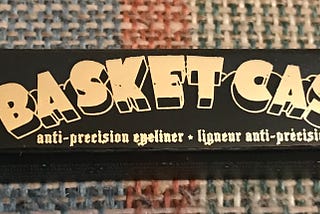 BASKET CAS
anti-precision eyeliner • ligneur anti-précisi